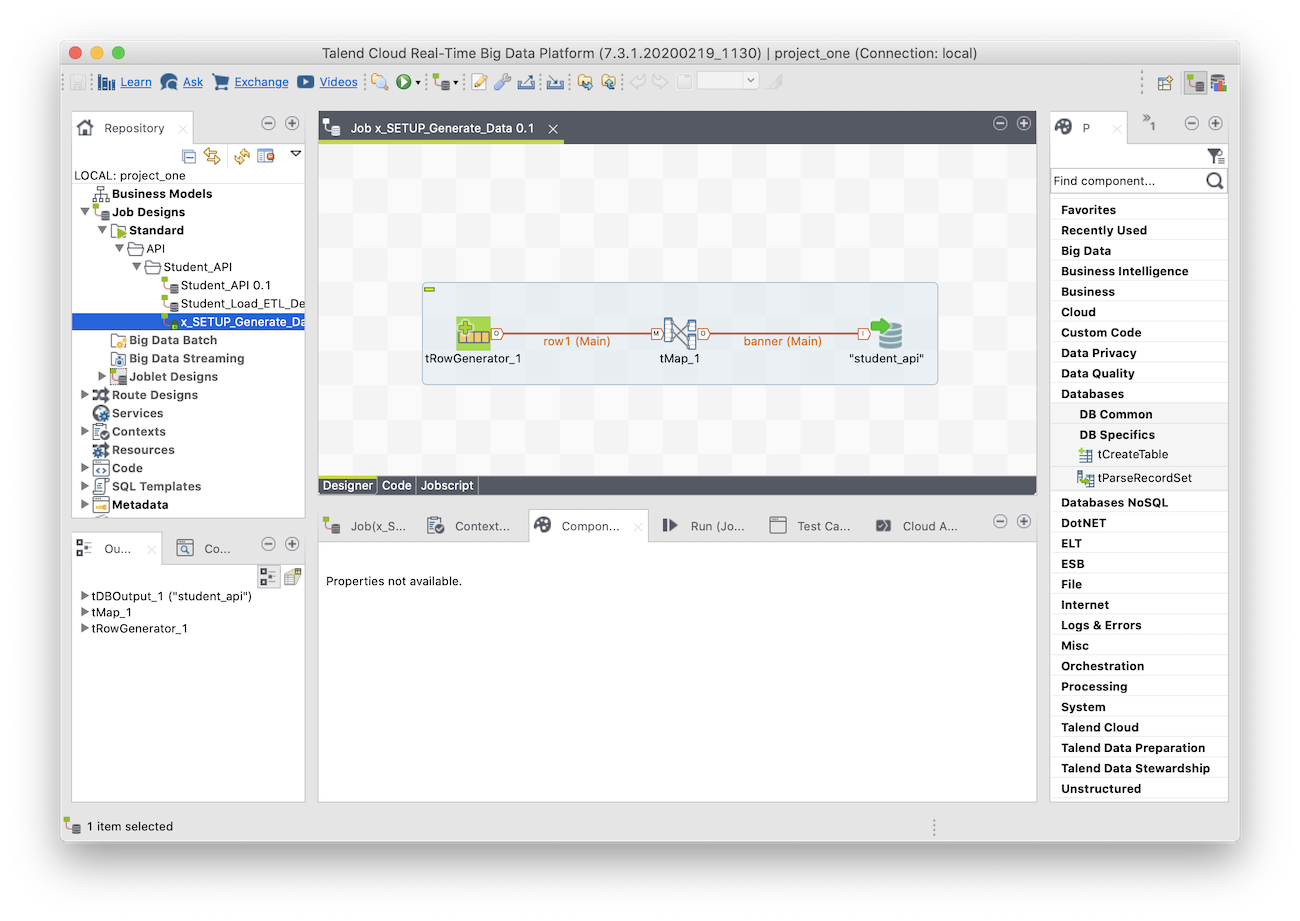 Talend Cloud Real-Time Big Data Platform (7.3.1.20200219_1130) | project_one (Connection: local)
Learn Ask Exchange Videos
Repository
LOCAL: project_one
Business Models
Job Designs
Standard
API
Student_API
Student_API 0.1
Student_Load_ETL_De
x_SETUP_Generate_Da
Big Data Batch
Big Data Streaming
Joblet Designs
Route Designs
Services
Contexts
Resources
Code
SQL Templates
Metadata
Ou... Co...
tDBOutput_1 ("student_api")
tMap_1
tRowGenerator_1
Job x_SETUP_Generate_Data 0.1
O M O I
row1 (Main) banner (Main)
tRowGenerator_1 tMap_1 "student_api"
Designer Code Jobscript
Job(x_S... Context... Compon... Run (Jo... Test Ca... Cloud A...
Properties not available.
P »1
Find component...
Favorites
Recently Used
Big Data
Business Intelligence
Business
Cloud
Custom Code
Data Privacy
Data Quality
Databases
DB Common
DB Specifics
tCreateTable
tParseRecordSet
Databases NoSQL
DotNET
ELT
ESB
File
Internet
Logs & Errors
Misc
Orchestration
Processing
System
Talend Cloud
Talend Data Preparation
Talend Data Stewardship
Unstructured
1 item selected